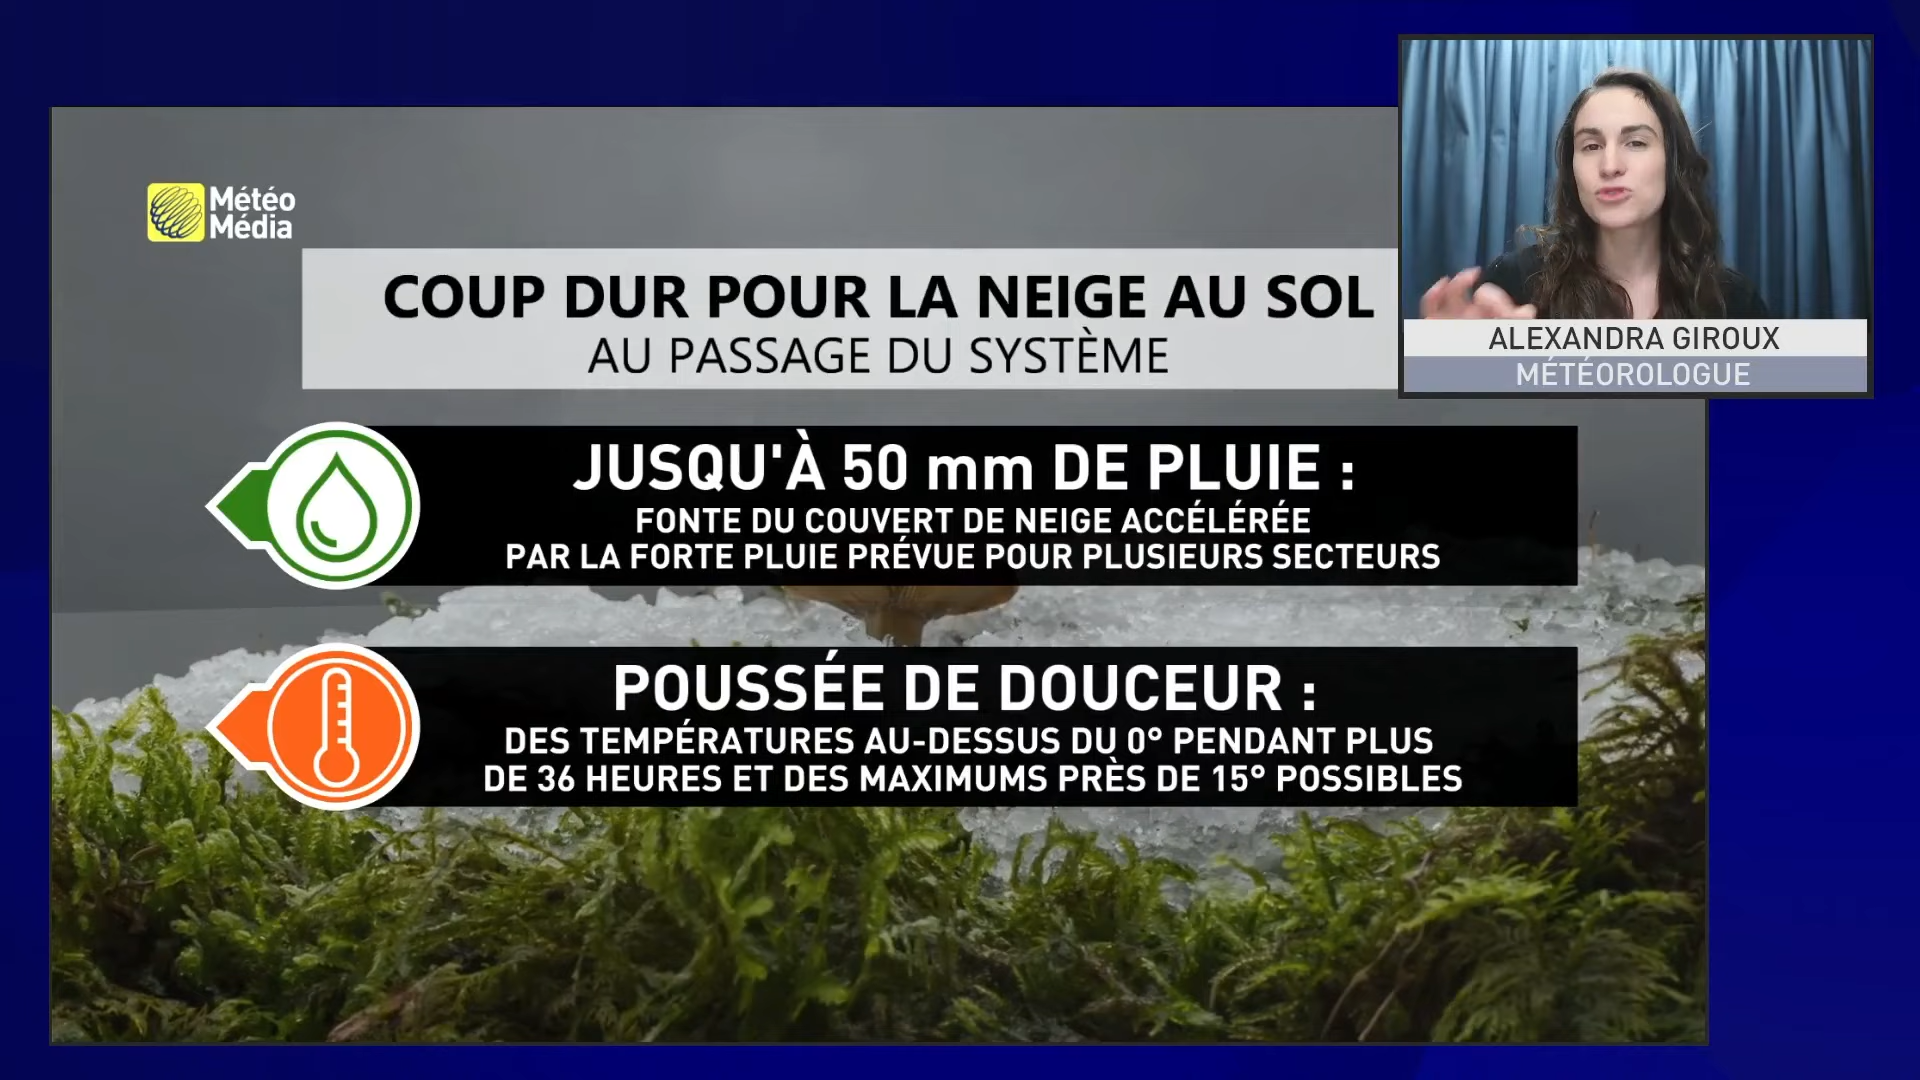 Météo
Média
COUP DUR POUR LA NEIGE AU SOL
AU PASSAGE DU SYSTÈME
ALEXANDRA GIROUX
MÉTÉOROLOGUE
JUSQU'À 50 mm DE PLUIE :
FONTE DU COUVERT DE NEIGE ACCÉLÉRÉE
PAR LA FORTE PLUIE PRÉVUE POUR PLUSIEURS SECTEURS
POUSSÉE DE DOUCEUR :
DES TEMPÉRATURES AU-DESSUS DU 0° PENDANT PLUS
DE 36 HEURES ET DES MAXIMUMS PRÈS DE 15° POSSIBLES